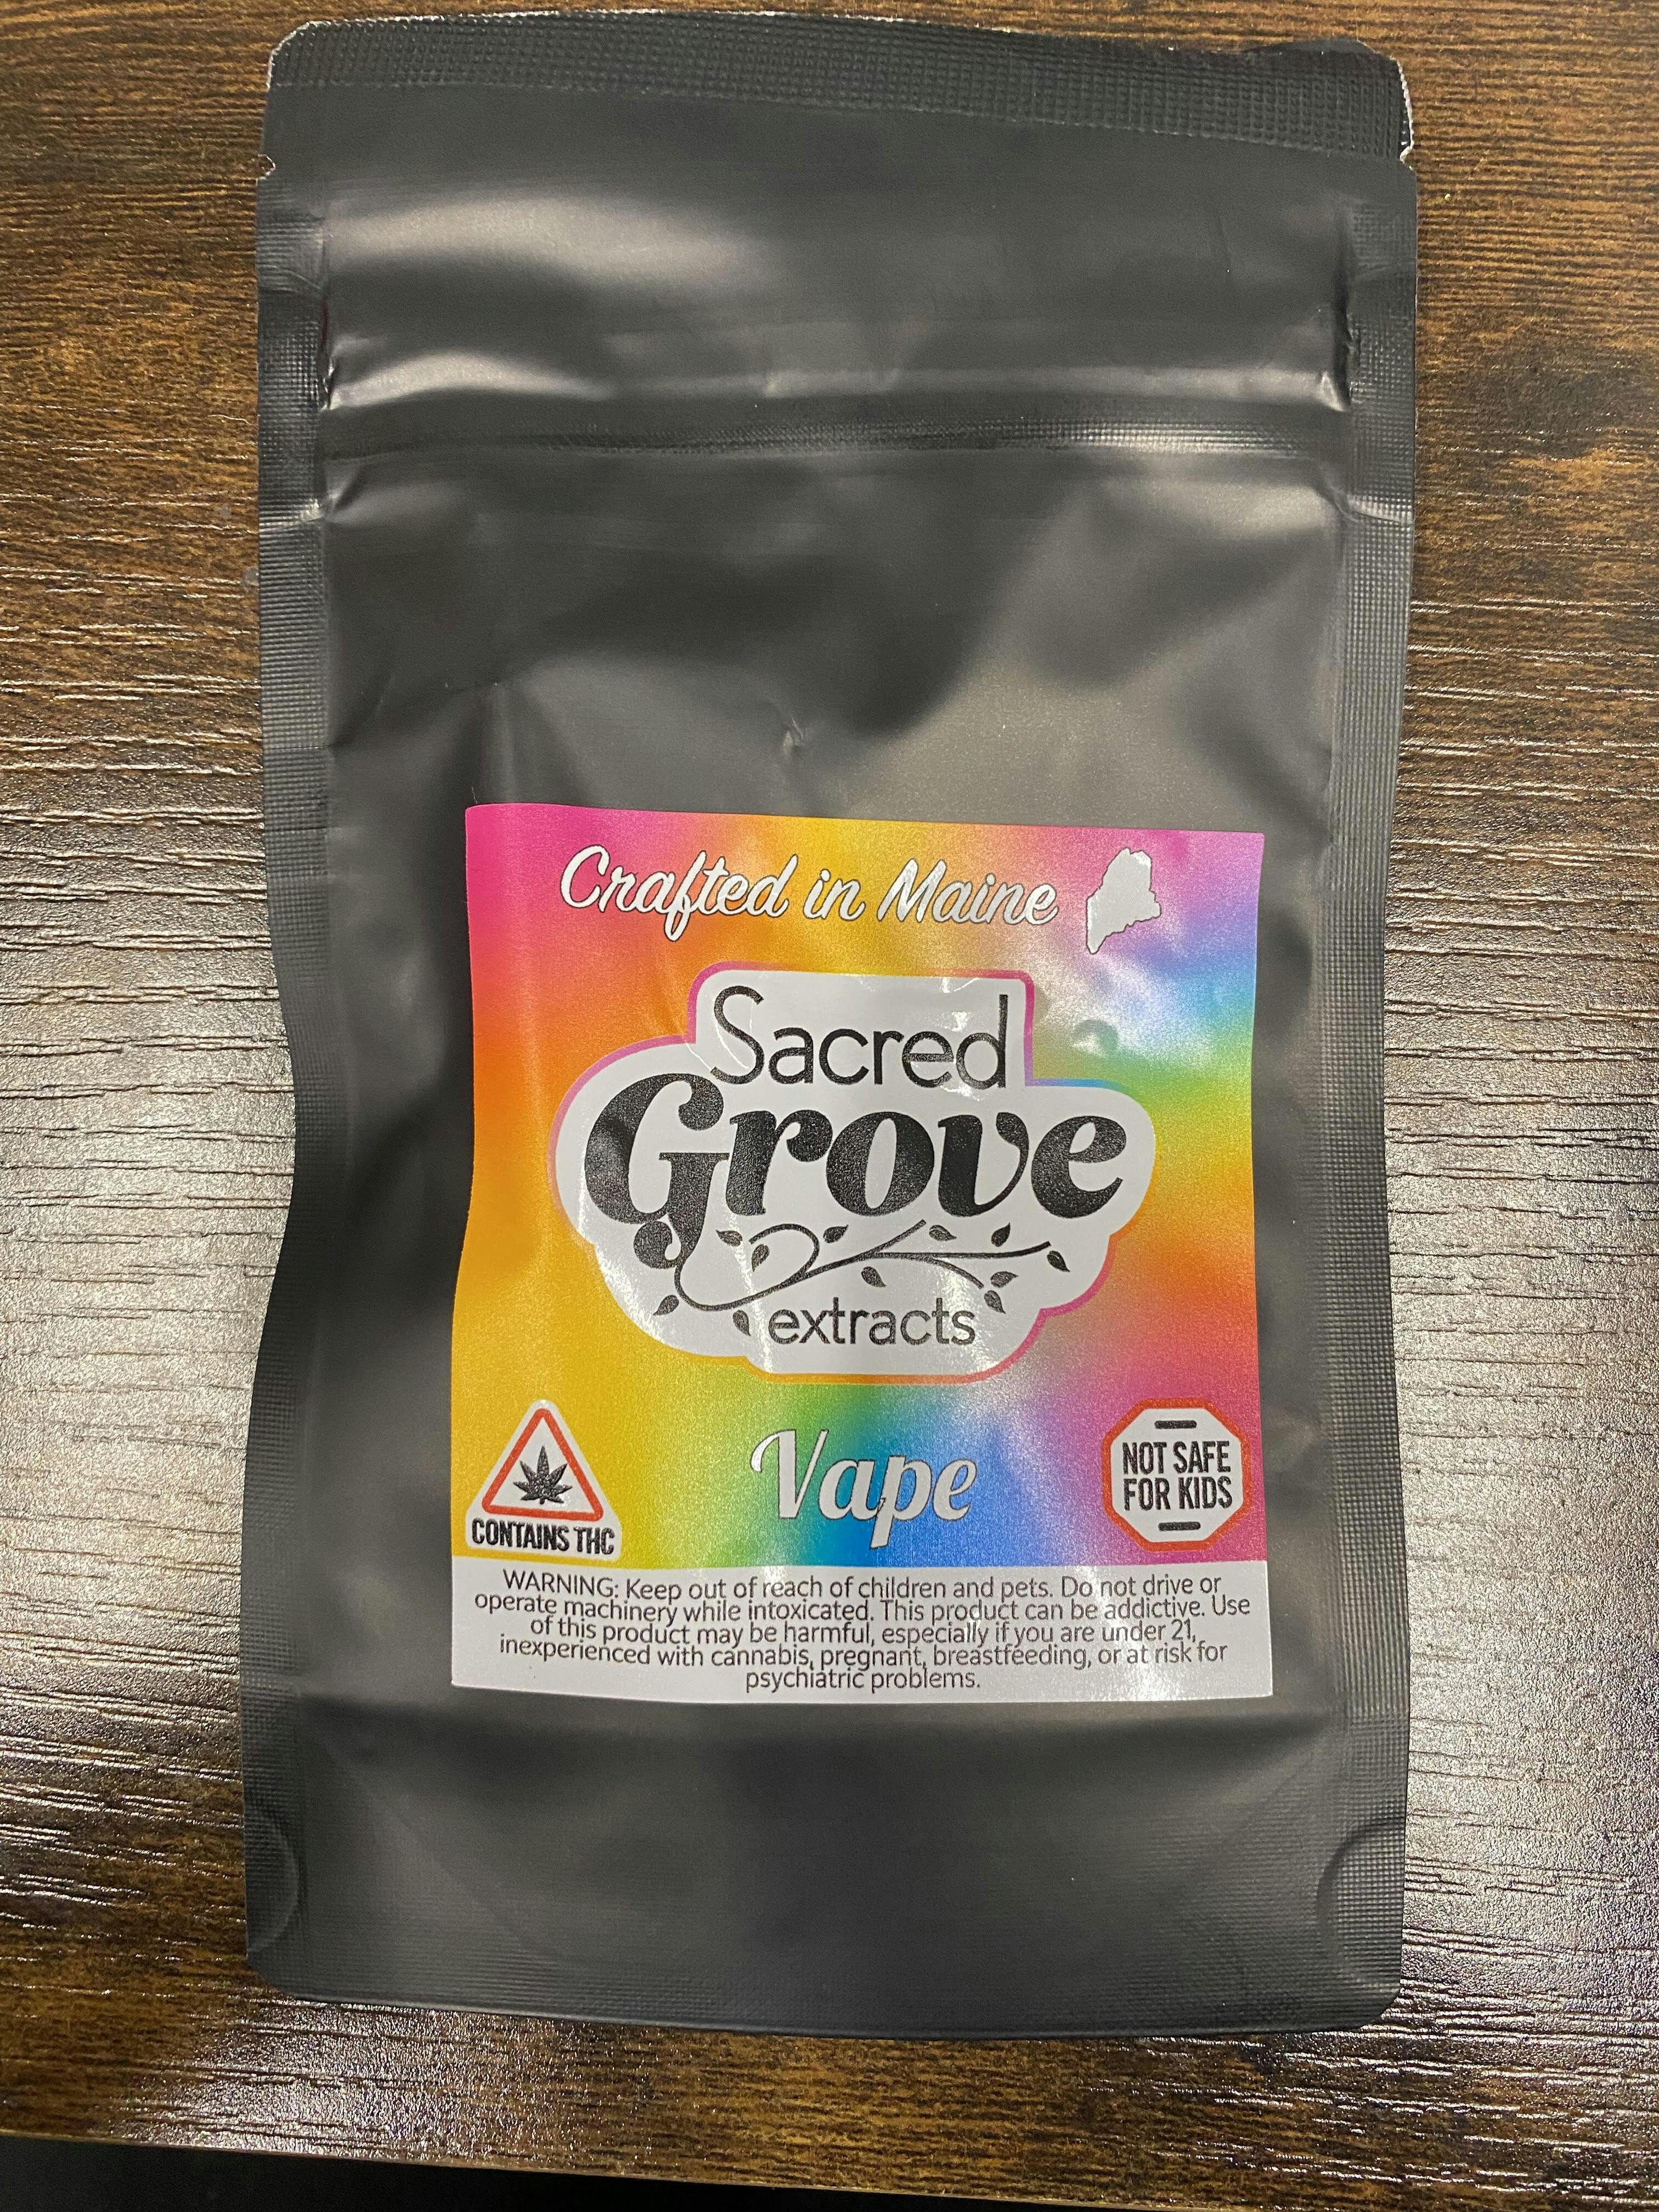 Crafted in Maine
Sacred
Grove
extracts
Vape
CONTAINS THC
NOT SAFE
FOR KIDS
WARNING: Keep out of reach of children and pets. Do not drive or
operate machinery while intoxicated. This product can be addictive. Use
of this product may be harmful, especially if you are under 21,
inexperienced with cannabis, pregnant, breastfeeding, or at risk for
psychiatric problems.